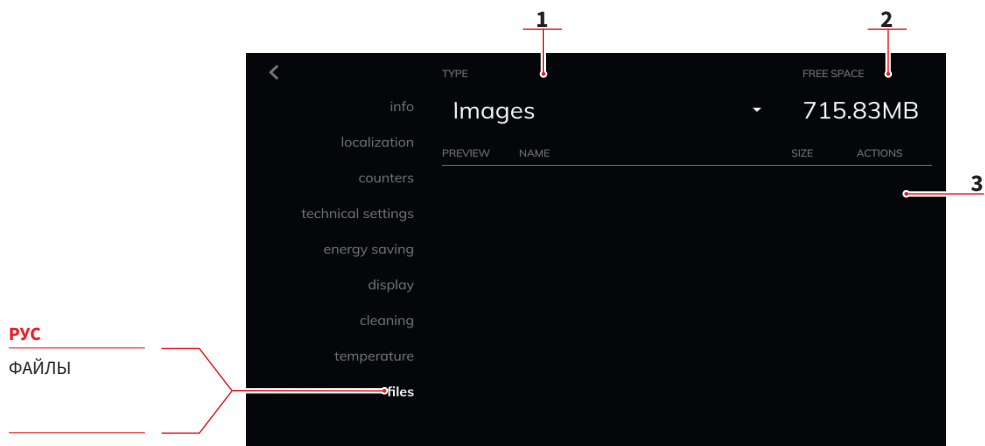 1
2
TYPE
FREE SPACE
info
Images
715.83MB
localization
PREVIEW NAME SIZE ACTIONS
counters
3
technical settings
energy saving
display
cleaning
РУС
temperature
ФАЙЛЫ
files